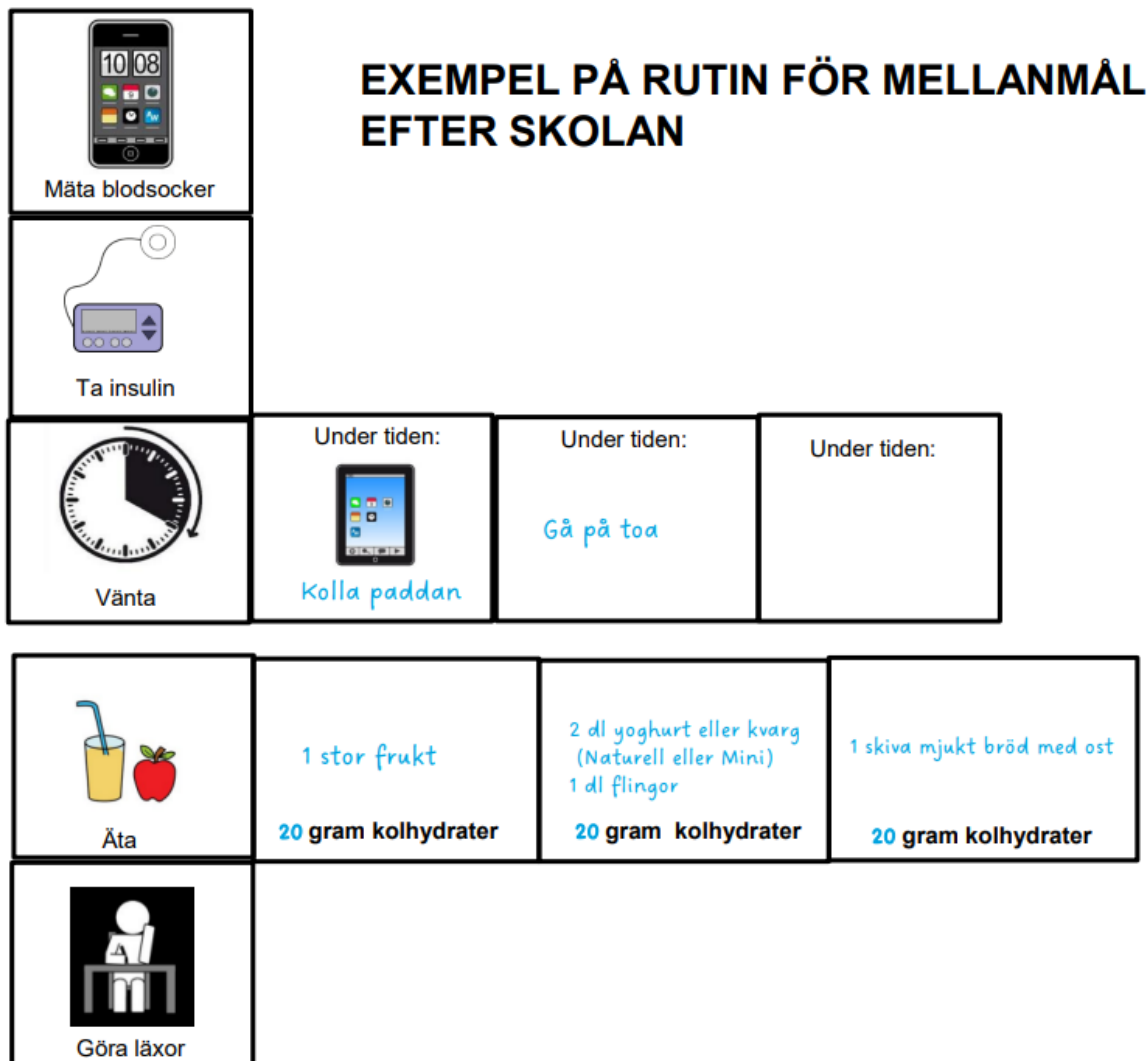 10 08
EXEMPEL PÅ RUTIN FÖR MELLANMÅL
EFTER SKOLAN
Mäta blodsocker
Ta insulin
Vänta
Under tiden:
Kolla paddan
Under tiden:
Gå på toa
Under tiden:
Äta
1 stor frukt
20 gram kolhydrater
2 dl yoghurt eller kvarg
(Naturell eller Mini)
1 dl flingor
20 gram kolhydrater
1 skiva mjukt bröd med ost
20 gram kolhydrater
Göra läxor